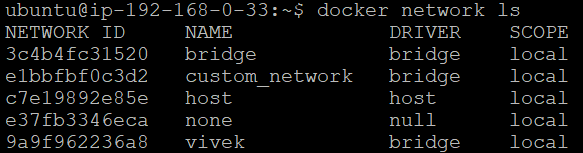 ubuntu@ip-192-168-0-33:~$ docker network ls
NETWORK ID     NAME             DRIVER    SCOPE
3c4b4fc31520   bridge           bridge    local
e1bbfbf0c3d2   custom_network   bridge    local
c7e19892e85e   host             host      local
e37fb3346eca   none             null      local
9a9f962236a8   vivek            bridge    local